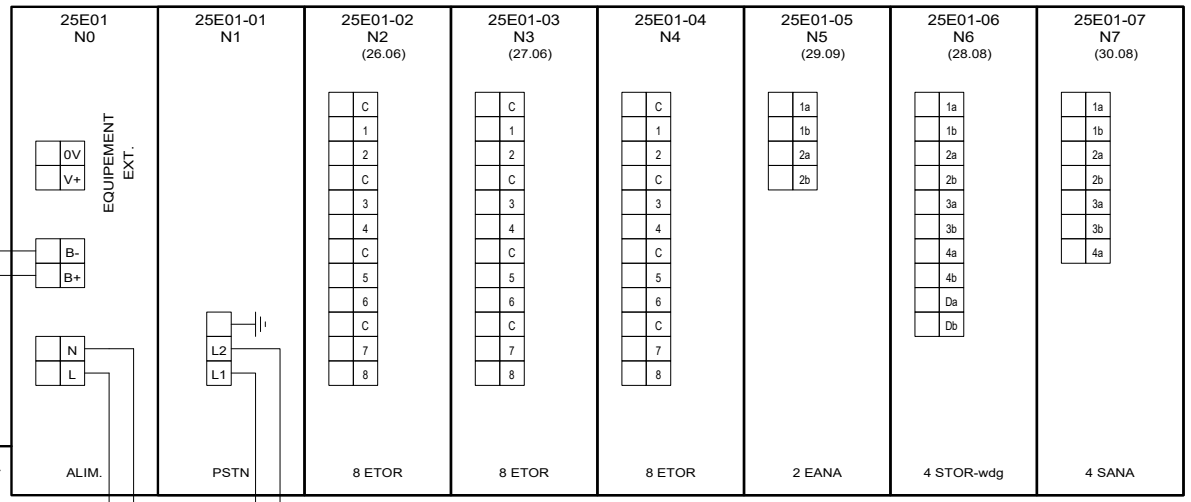 25E01
N0
EQUIPEMENT
EXT.
0V
V+
B-
B+
N
L
ALIM.
25E01-01
N1
L2
L1
PSTN
25E01-02
N2
(26.06)
C
1
2
C
3
4
C
5
6
C
7
8
8 ETOR
25E01-03
N3
(27.06)
C
1
2
C
3
4
C
5
6
C
7
8
8 ETOR
25E01-04
N4
C
1
2
C
3
4
C
5
6
C
7
8
8 ETOR
25E01-05
N5
(29.09)
1a
1b
2a
2b
2 EANA
25E01-06
N6
(28.08)
1a
1b
2a
2b
3a
3b
4a
4b
Da
Db
4 STOR-wdg
25E01-07
N7
(30.08)
1a
1b
2a
2b
3a
3b
4a
4 SANA